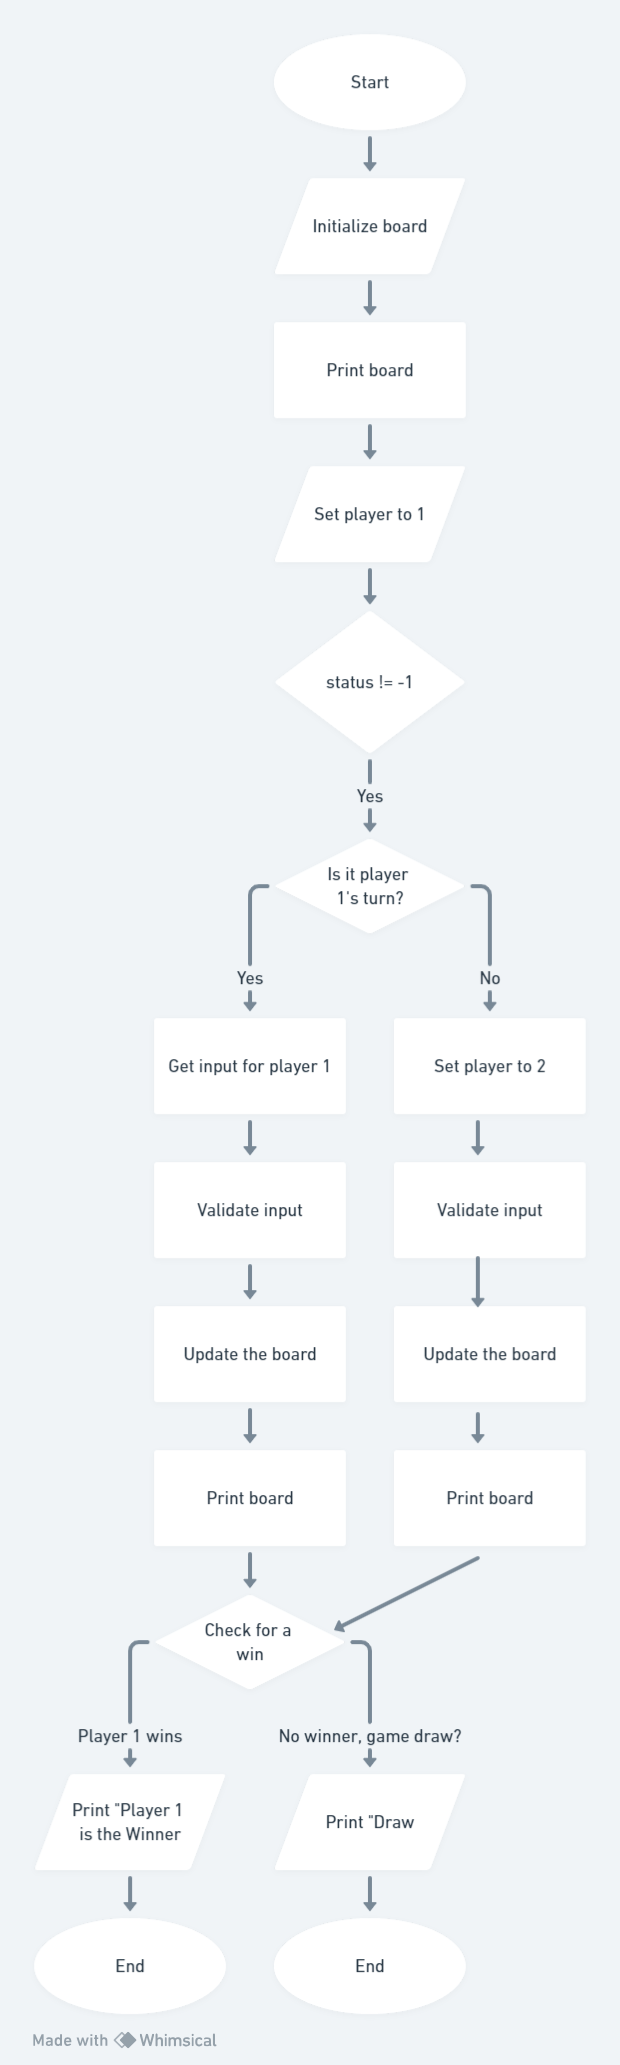 Start
Initialize board
Print board
Set player to 1
status != -1
Yes
Is it player
1's turn?
Yes
No
Get input for player 1
Set player to 2
Validate input
Validate input
Update the board
Update the board
Print board
Print board
Check for a
win
Player 1 wins
No winner, game draw?
Print "Player 1
is the Winner
Print "Draw
End
End
Made with Whimsical